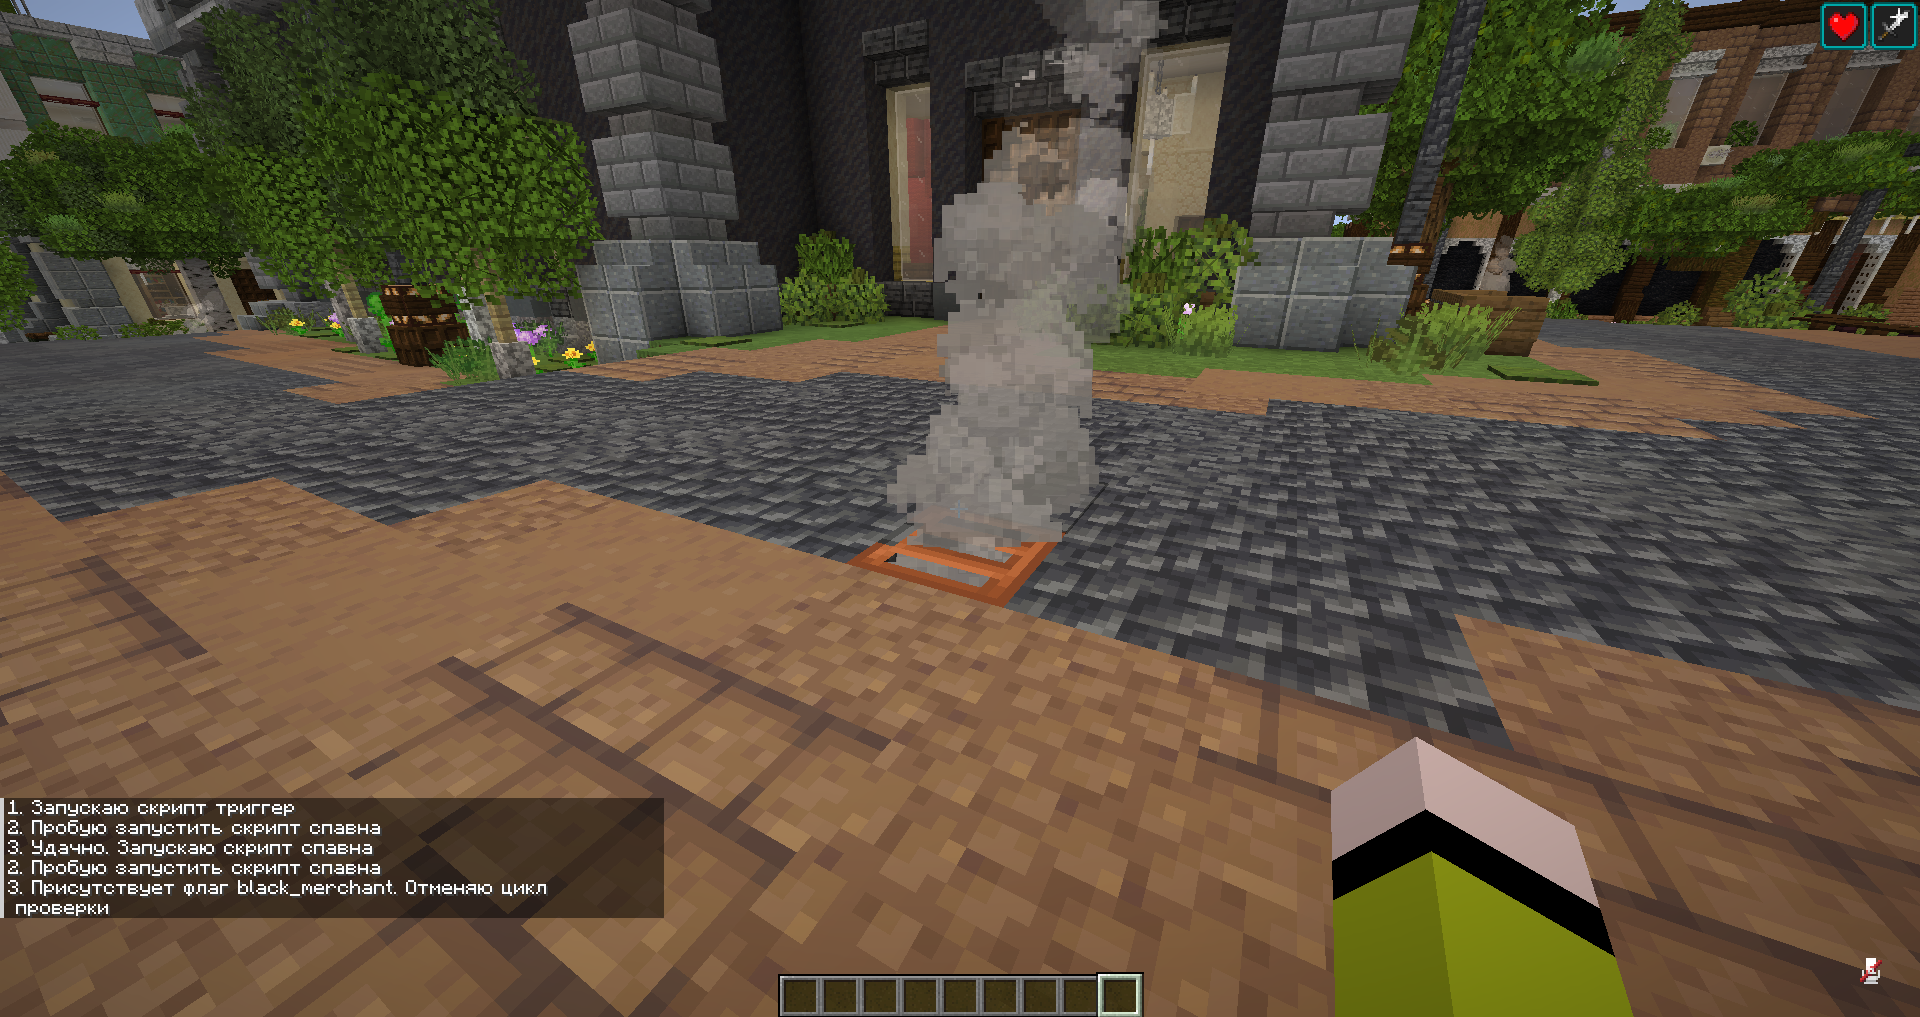 1. Запускаю скрипт триггер
2. Пробую запустить скрипт спавна
3. Удачно. Запускаю скрипт спавна
2. Пробую запустить скрипт спавна
3. Присутствует флаг black_merchant. Отменяю цикл
проверки